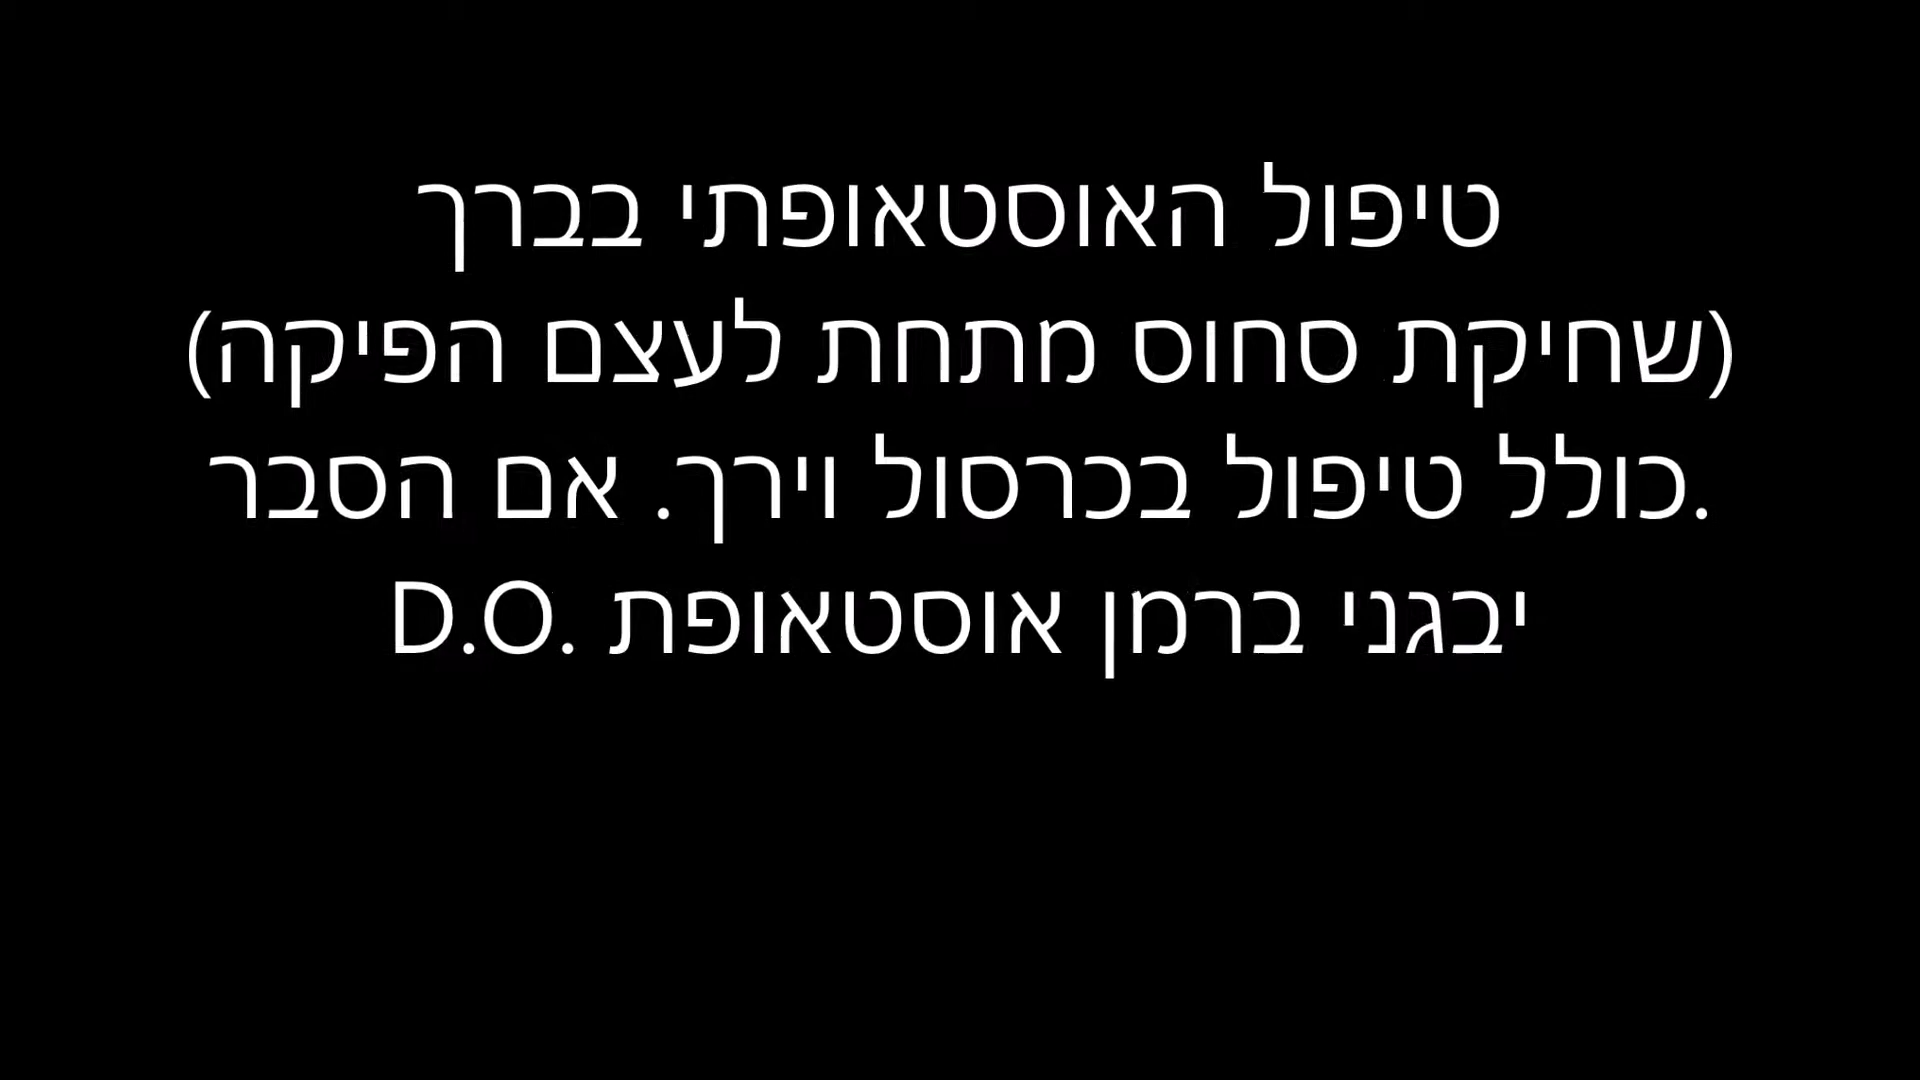 טיפול האוסטאופתי בברך
(שחיקת סחוס מתחת לעצם הפיקה)
.כולל טיפול בכרסול וירך. אם הסבר
יבגני ברמן אוסטאופת D.O.